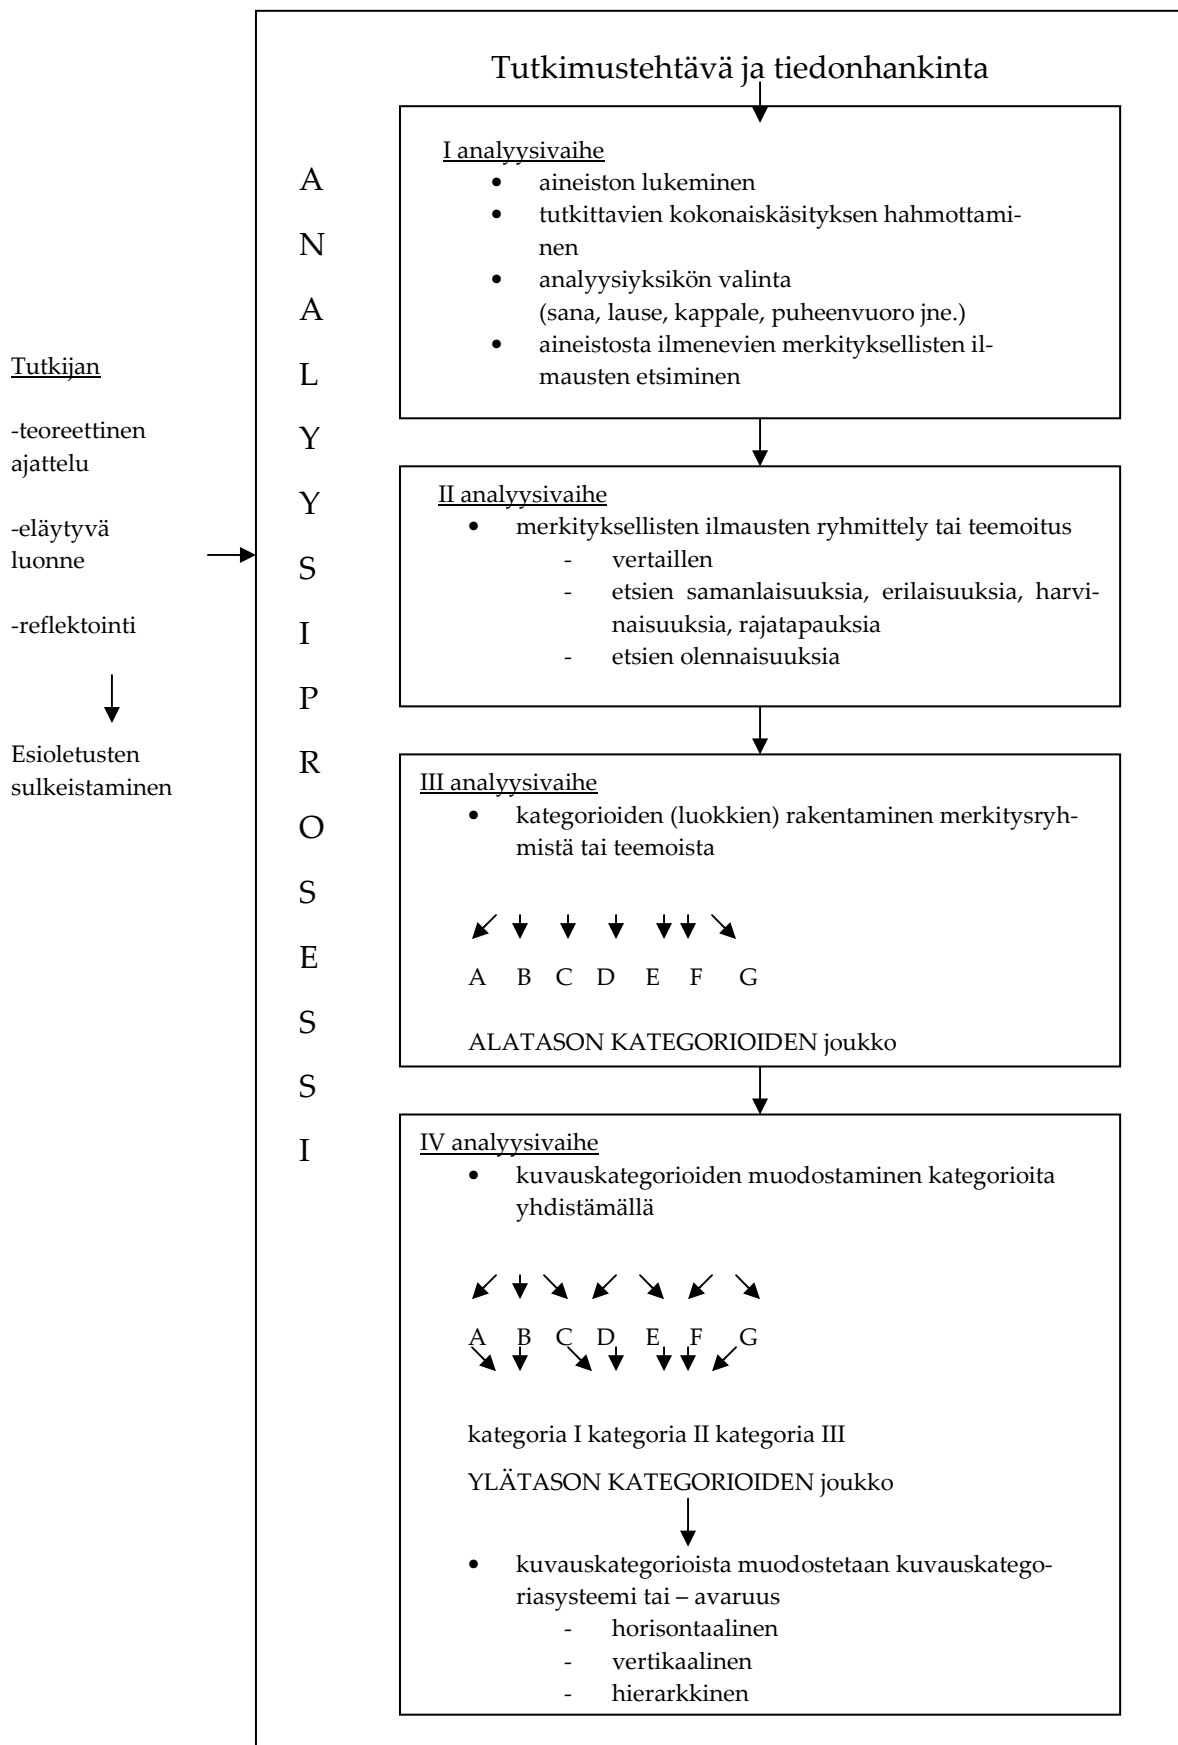 Tutkimustehtävä ja tiedonhankinta
Tutkijan
-teoreettinen
ajattelu
-eläytyvä
luonne
-reflektointi
Esioletusten
sulkeistaminen
A
N
A
L
Y
Y
S
I
P
R
O
S
E
S
S
I
I analyysivaihe
• aineiston lukeminen
• tutkittavien kokonaiskäsityksen hahmottami-
nen
• analyysiyksikön valinta
(sana, lause, kappale, puheenvuoro jne.)
• aineistosta ilmenevien merkityksellisten il-
mausten etsiminen
II analyysivaihe
• merkityksellisten ilmausten ryhmittely tai teemoitus
- vertaillen
- etsien samanlaisuuksia, erilaisuuksia, harvi-
naisuuksia, rajatapauksia
- etsien olennaisuuksia
III analyysivaihe
• kategorioiden (luokkien) rakentaminen merkitysryh-
mistä tai teemoista
A B C D E F G
ALATASON KATEGORIOIDEN joukko
IV analyysivaihe
• kuvauskategorioiden muodostaminen kategorioita
yhdistämällä
A B C D E F G
kategoria I kategoria II kategoria III
YLÄTASON KATEGORIOIDEN joukko
• kuvauskategorioista muodostetaan kuvauskatego-
riasysteemi tai – avaruus
- horisontaalinen
- vertikaalinen
- hierarkkinen